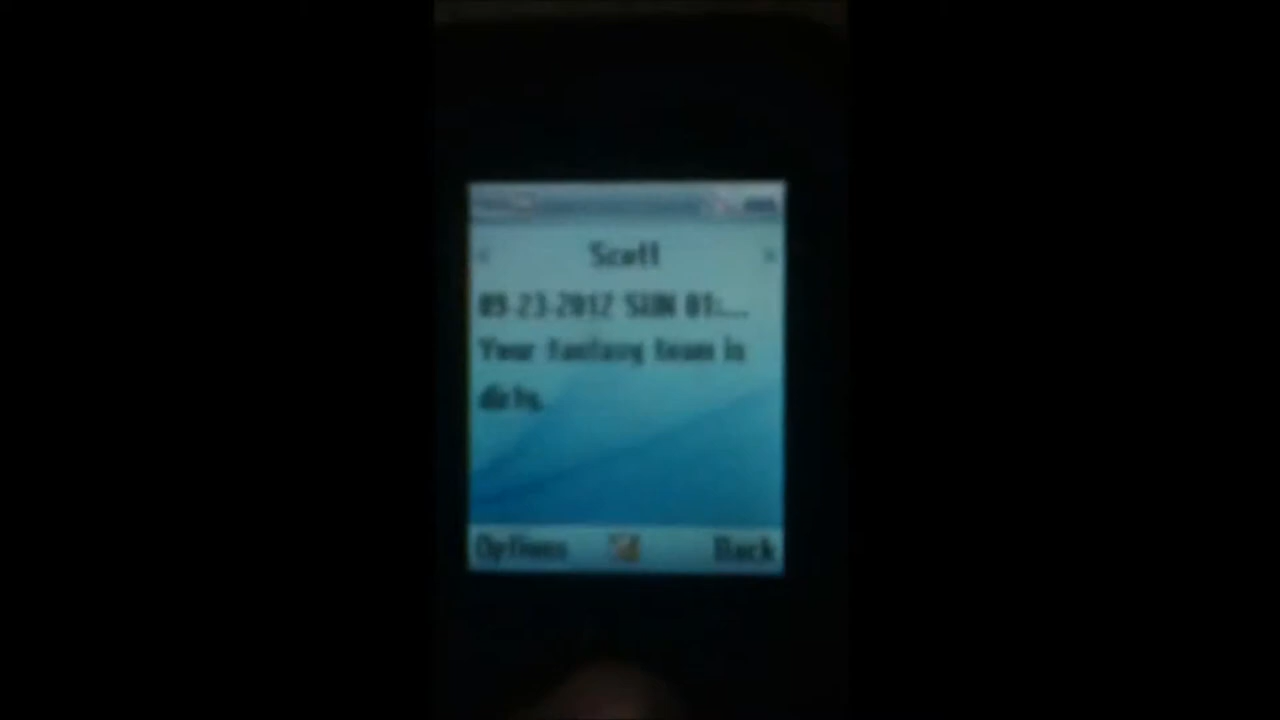 Scott
09-23-2012 SUN 01:...
Your fantasy team is
dirty.
Options
Back